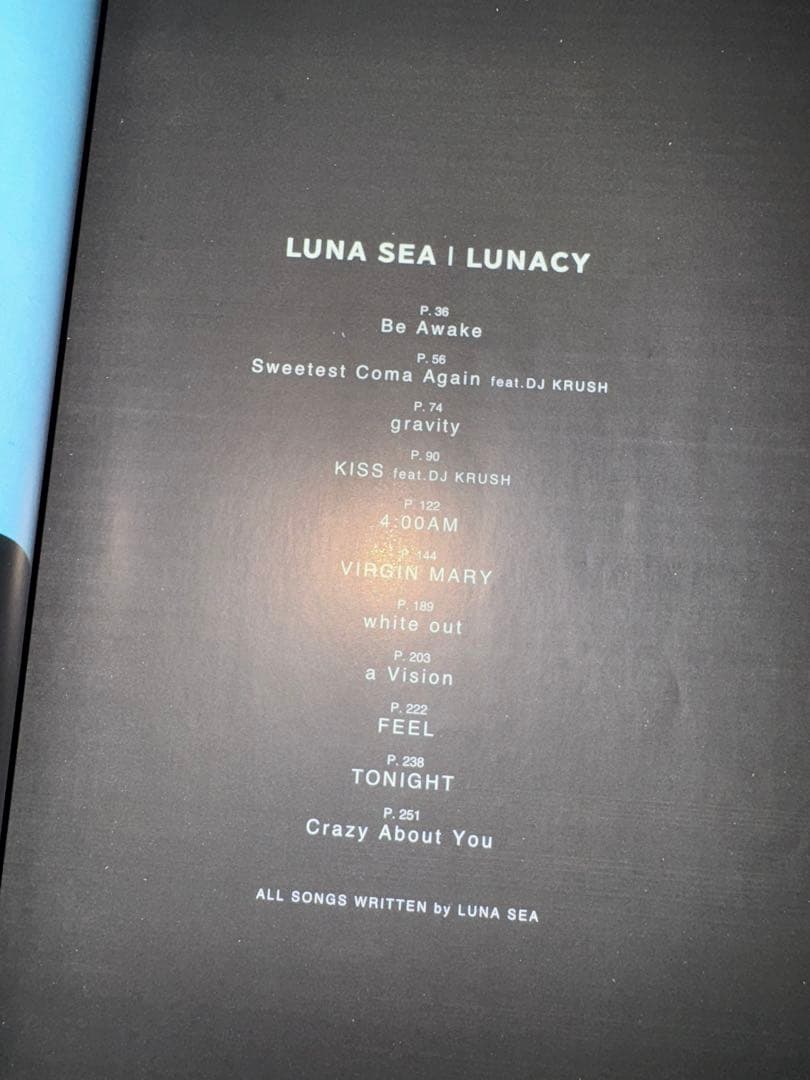 LUNA SEA | LUNACY
P. 36
Be Awake
P. 56
Sweetest Coma Again feat.DJ KRUSH
P. 74
gravity
P. 90
KISS feat.DJ KRUSH
P. 122
4:00AM
P. 144
VIRGIN MARY
P. 189
white out
P. 203
a Vision
P. 222
FEEL
P. 238
TONIGHT
P. 251
Crazy About You
ALL SONGS WRITTEN by LUNA SEA